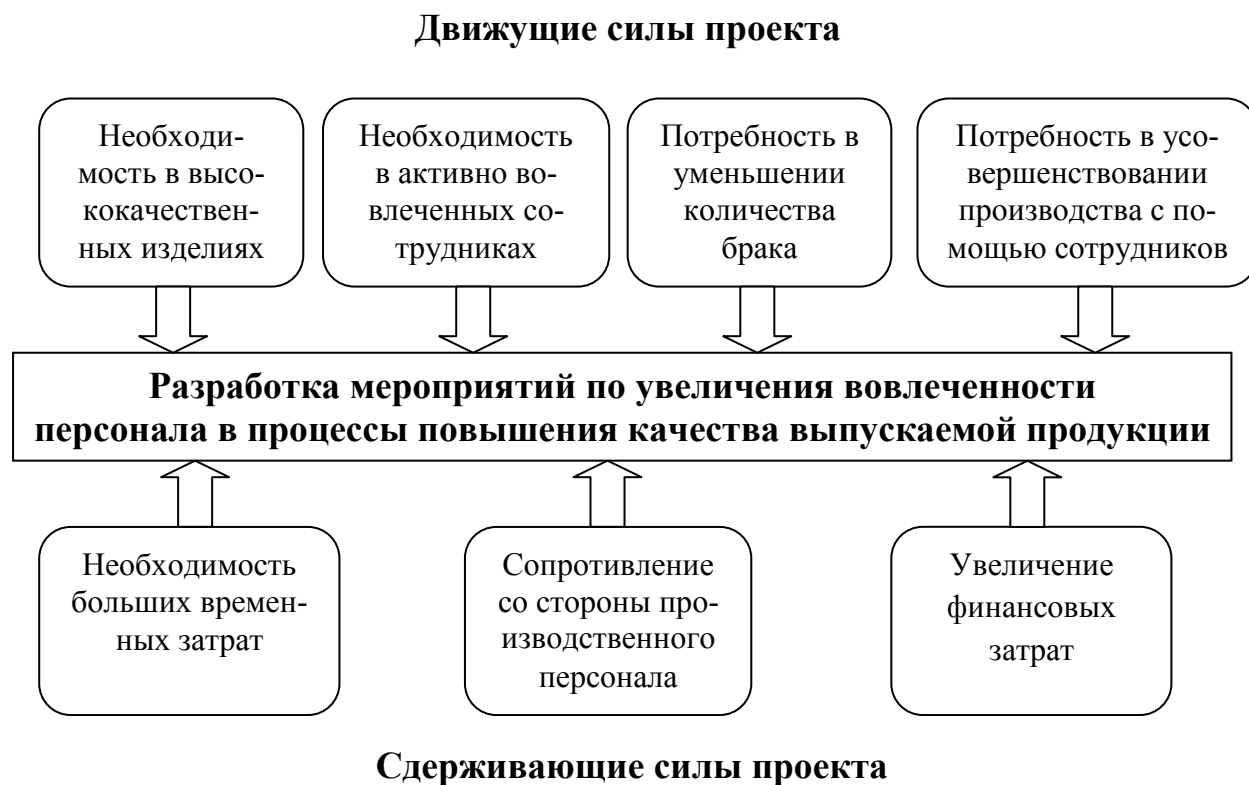 Движущие силы проекта
Необходи-
мость в высо-
кокачествен-
ных изделиях
Необходимость
в активно во-
влеченных со-
трудниках
Потребность в
уменьшении
количества
брака
Потребность в усо-
вершенствовании
производства с по-
мощью сотрудников
Разработка мероприятий по увеличения вовлеченности
персонала в процессы повышения качества выпускаемой продукции
Необходимость
больших времен-
ных затрат
Сопротивление
со стороны про-
изводственного
персонала
Увеличение
финансовых
затрат
Сдерживающие силы проекта